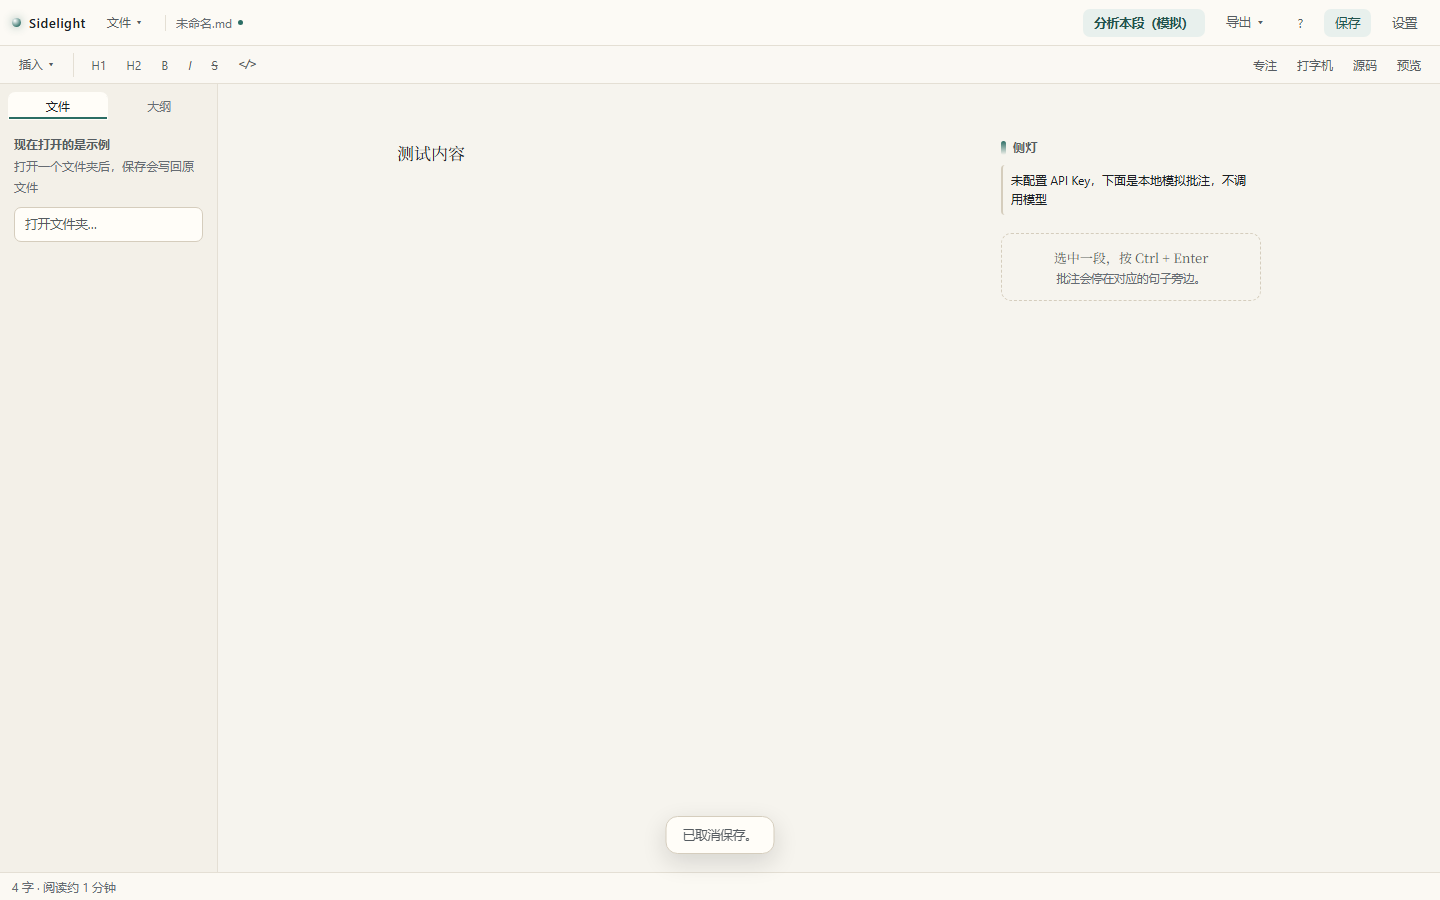 Sidelight 文件 未命名.md 分析本段（模拟） 导出 ? 保存 设置
插入 H1 H2 B I S </> 专注 打字机 源码 预览
文件 大纲
现在打开的是示例
打开一个文件夹后，保存会写回原
文件
打开文件夹...
测试内容
侧灯
未配置 API Key，下面是本地模拟批注，不调
用模型
选中一段，按 Ctrl + Enter
批注会停在对应的句子旁边。
已取消保存。
4 字 · 阅读约 1 分钟